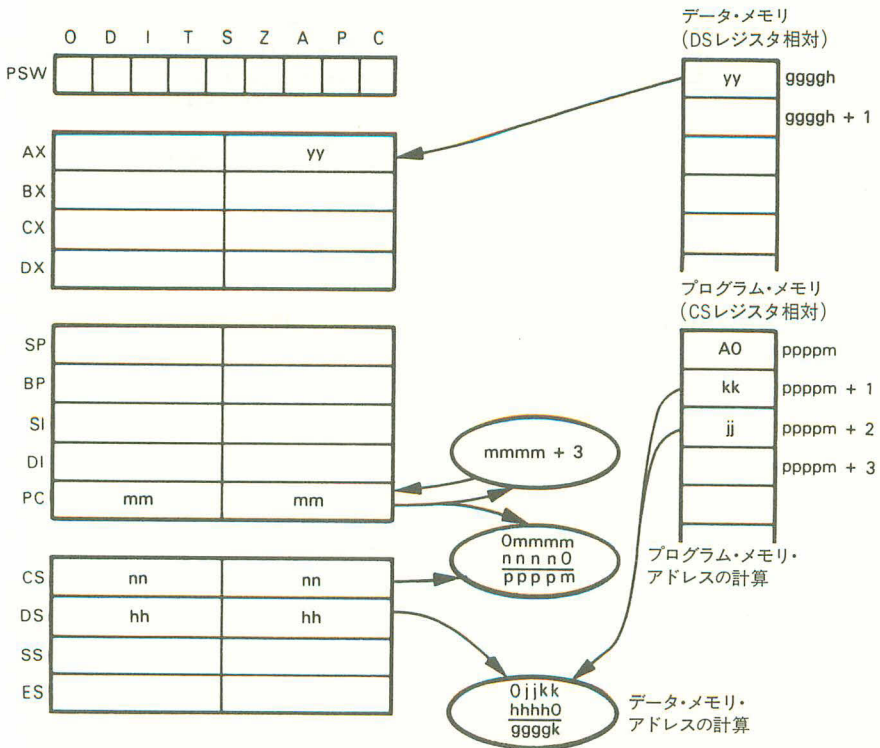 O D I T S Z A P C
PSW
AX yy
BX
CX
DX
SP
BP
SI
DI
PC mm mm
CS nn nn
DS hh hh
SS
ES
mmmm + 3
0mmmm
nnnn0
ppppm
0jjkk
hhhh0
ggggk
データ・メモリ
(DSレジスタ相対)
yy ggggh
ggggh + 1
プログラム・メモリ
(CSレジスタ相対)
A0 ppppm
kk ppppm + 1
jj ppppm + 2
ppppm + 3
プログラム・メモリ・
アドレスの計算
データ・メモリ・
アドレスの計算